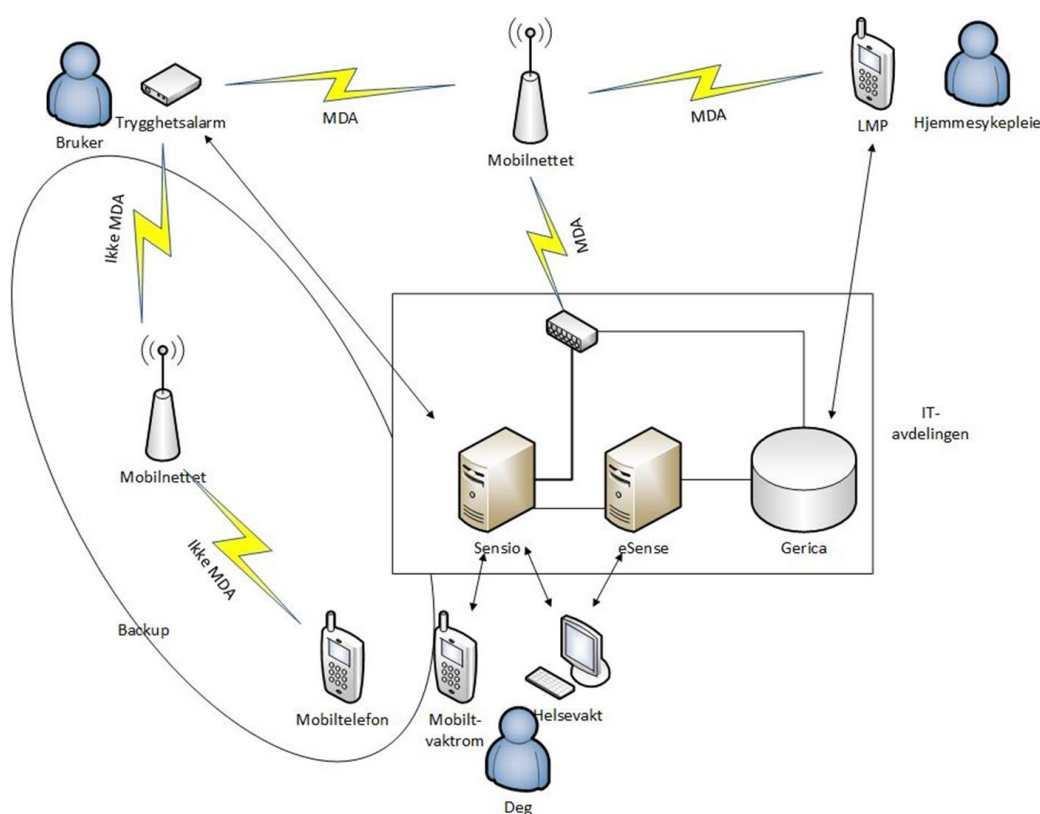 Bruker
Trygghetsalarm
MDA
Mobilnettet
MDA
LMP
Hjemmesykepleie
Ikke MDA
MDA
Mobilnettet
Ikke MDA
Backup
Mobiltelefon
IT-
avdelingen
Sensio
eSense
Gerica
Mobilt-
vaktrom
Helsevakt
Deg